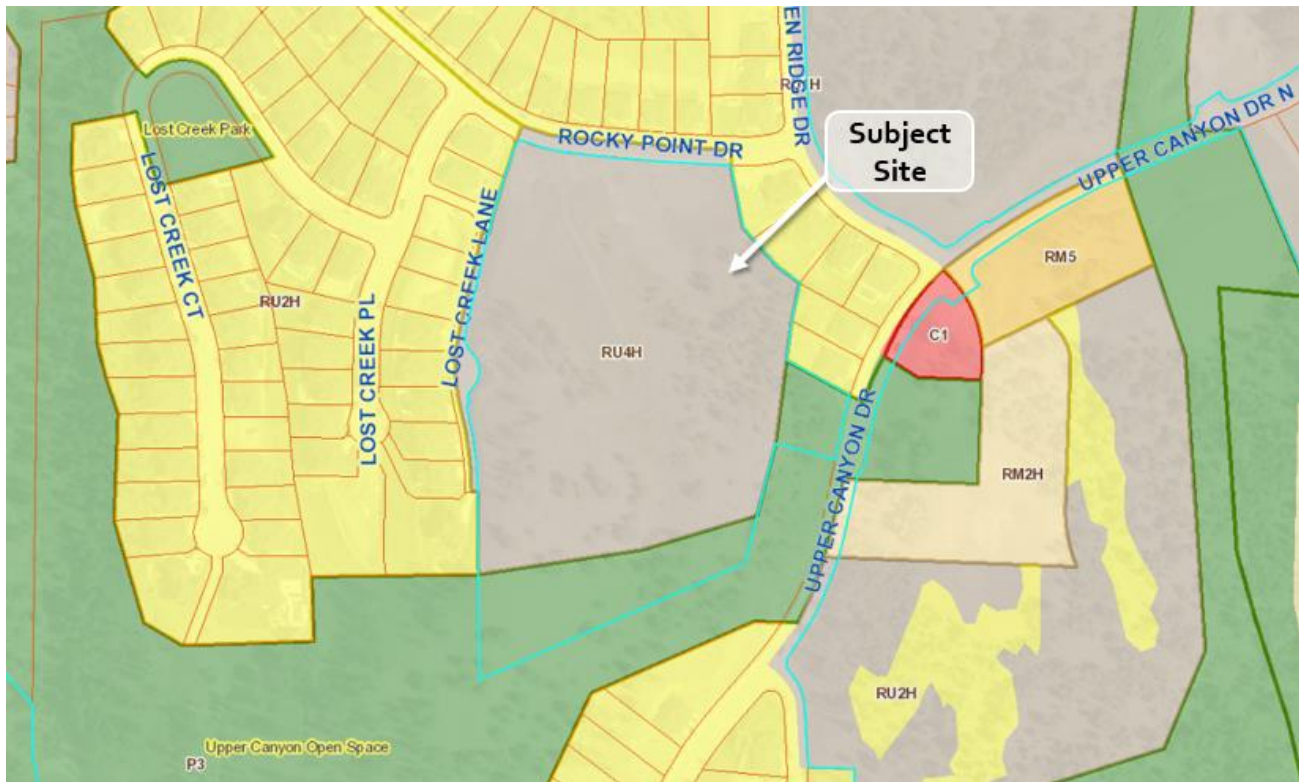 EN RIDGE DR
H
Subject
Site
UPPER CANYON DR N
Lost Creek Park
ROCKY POINT DR
LOST CREEK CT
RU2H
LOST CREEK PL
LOST CREEK LANE
RU4H
RM5
C1
UPPER CANYON DR
RM2H
RU2H
Upper Canyon Open Space
P3